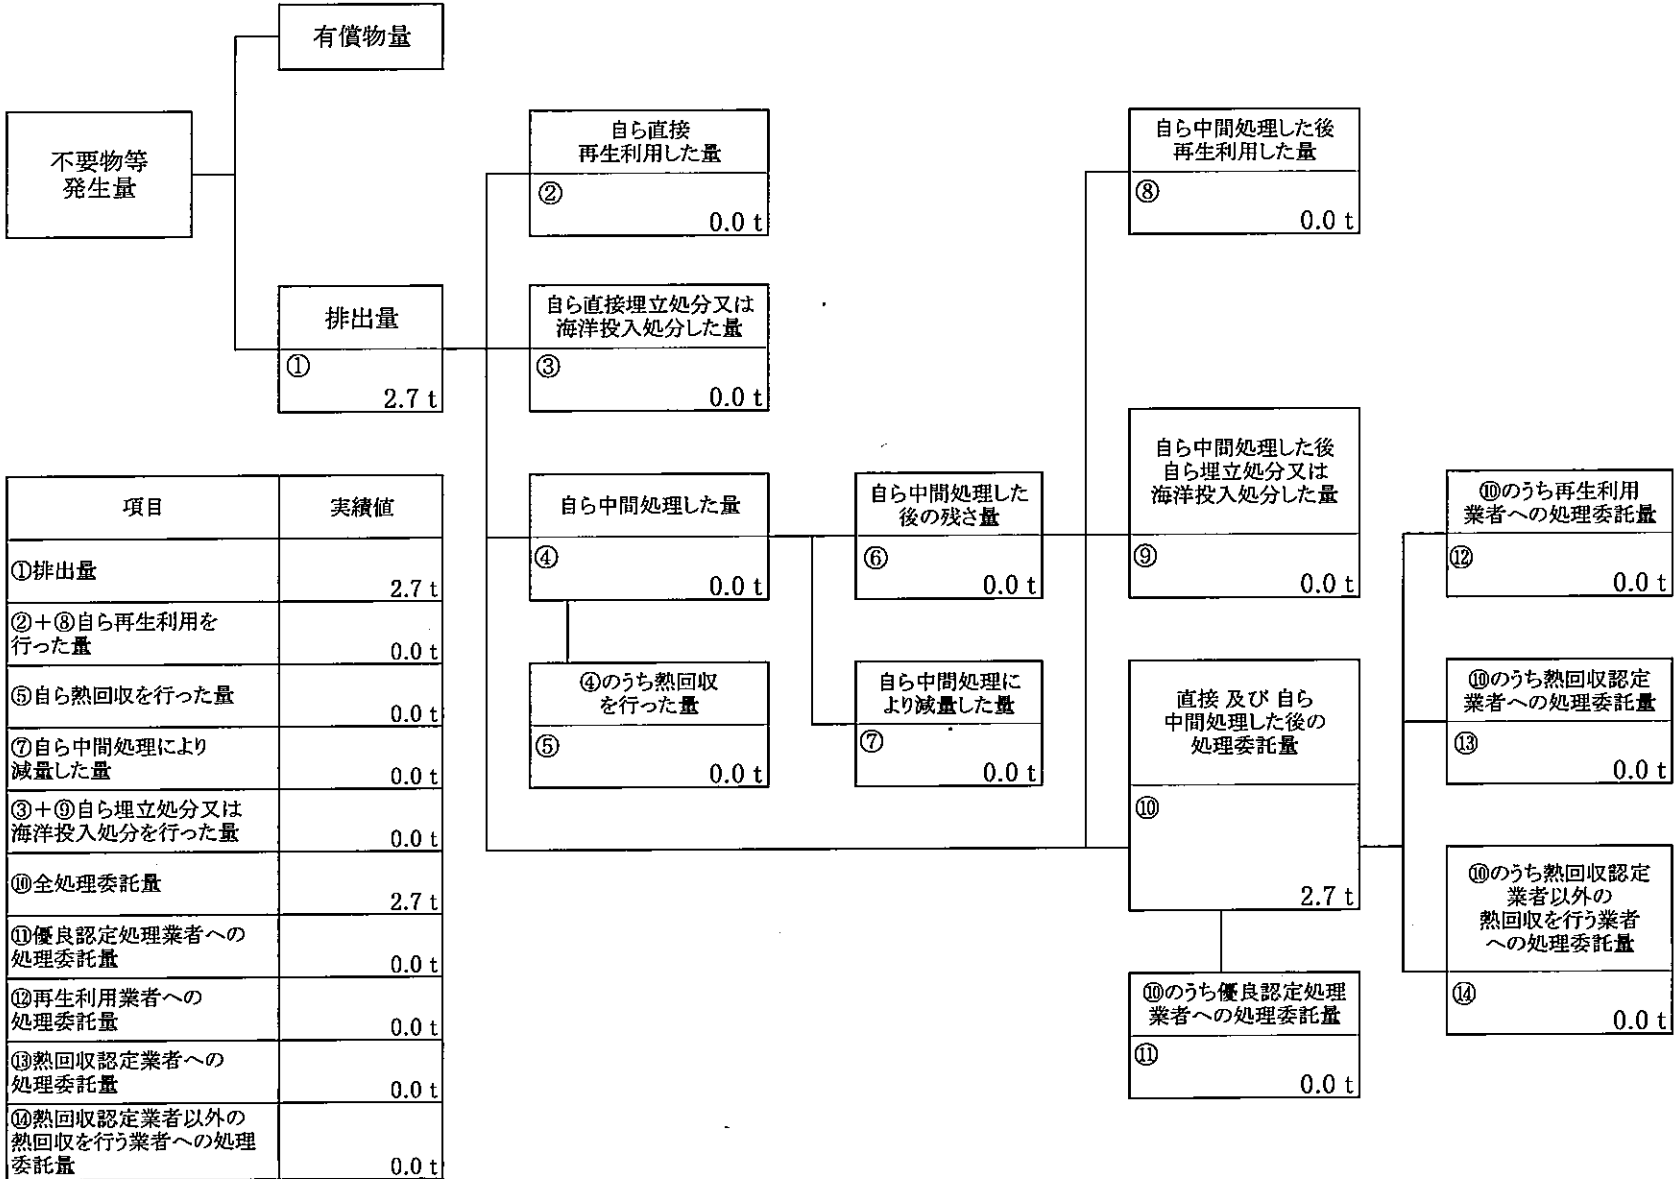 有償物量
不要物等
発生量
排出量
①
2.7 t
自ら直接
再生利用した量
②
0.0 t
自ら直接埋立処分又は
海洋投入処分した量
③
0.0 t
自ら中間処理した量
④
0.0 t
④のうち熱回収
を行った量
⑤
0.0 t
自ら中間処理した
後の残さ量
⑥
0.0 t
自ら中間処理に
より減量した量
⑦
0.0 t
自ら中間処理した後
再生利用した量
⑧
0.0 t
自ら中間処理した後
自ら埋立処分又は
海洋投入処分した量
⑨
0.0 t
直接 及び 自ら
中間処理した後の
処理委託量
⑩
2.7 t
⑩のうち優良認定処理
業者への処理委託量
⑪
0.0 t
⑩のうち再生利用
業者への処理委託量
⑫
0.0 t
⑩のうち熱回収認定
業者への処理委託量
⑬
0.0 t
⑩のうち熱回収認定
業者以外の
熱回収を行う業者
への処理委託量
⑭
0.0 t
項目 実績値
①排出量
2.7 t
②+⑧自ら再生利用を
行った量
0.0 t
⑤自ら熱回収を行った量
0.0 t
⑦自ら中間処理により
減量した量
0.0 t
③+⑨自ら埋立処分又は
海洋投入処分を行った量
0.0 t
⑩全処理委託量
2.7 t
⑪優良認定処理業者への
処理委託量
0.0 t
⑫再生利用業者への
処理委託量
0.0 t
⑬熱回収認定業者への
処理委託量
0.0 t
⑭熱回収認定業者以外の
熱回収を行う業者への処理
委託量
0.0 t